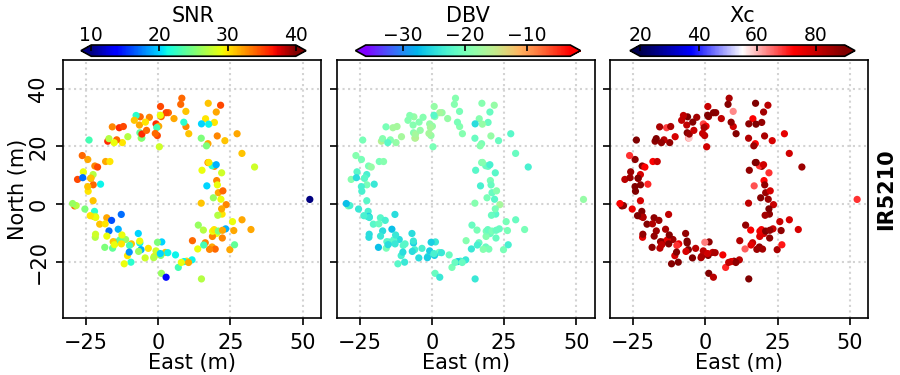 SNR DBV Xc
10 20 30 40 −30 −20 −10 20 40 60 80
North (m)
40
20
0
−20
IR5210
−25 0 25 50 −25 0 25 50 −25 0 25 50
East (m) East (m) East (m)